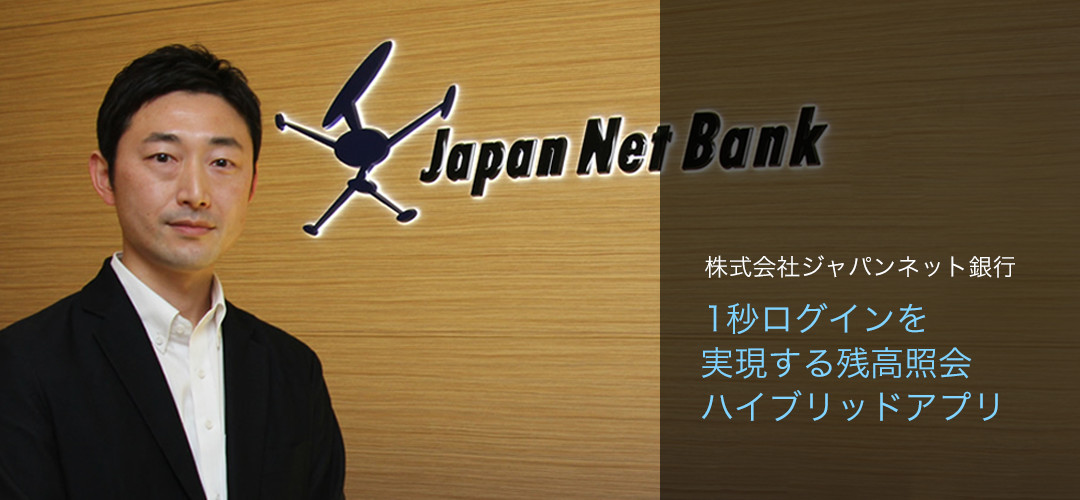 Japan Net Bank
株式会社ジャパンネット銀行
1秒ログインを
実現する残高照会
ハイブリッドアプリ